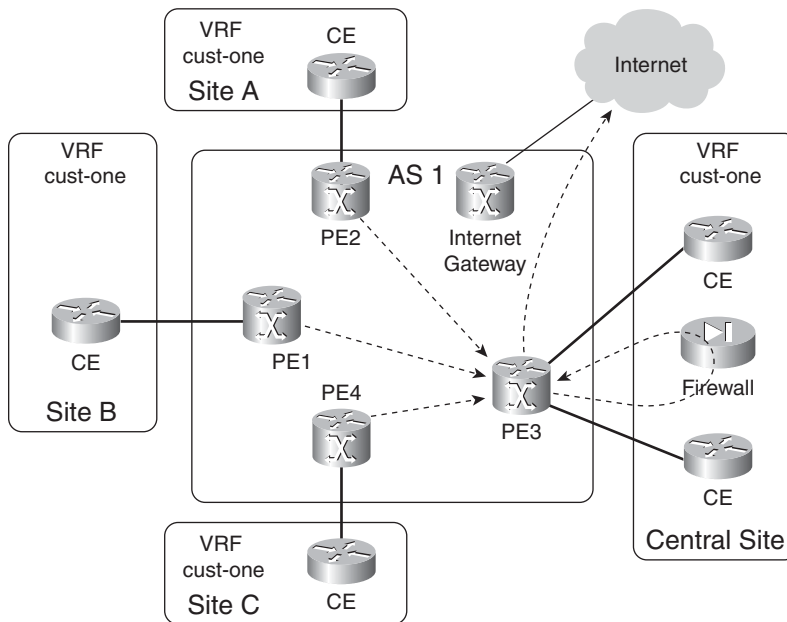 VRF
cust-one
CE
Site A
Internet
VRF
cust-one
AS 1
VRF
cust-one
PE2
Internet
Gateway
CE
CE
PE1
PE4
Firewall
Site B
PE3
CE
VRF
cust-one
Central Site
Site C
CE